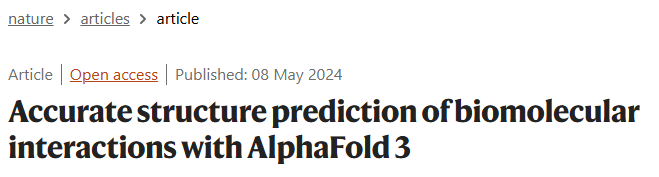 nature > articles > article
Article | Open access | Published: 08 May 2024
Accurate structure prediction of biomolecular
interactions with AlphaFold 3